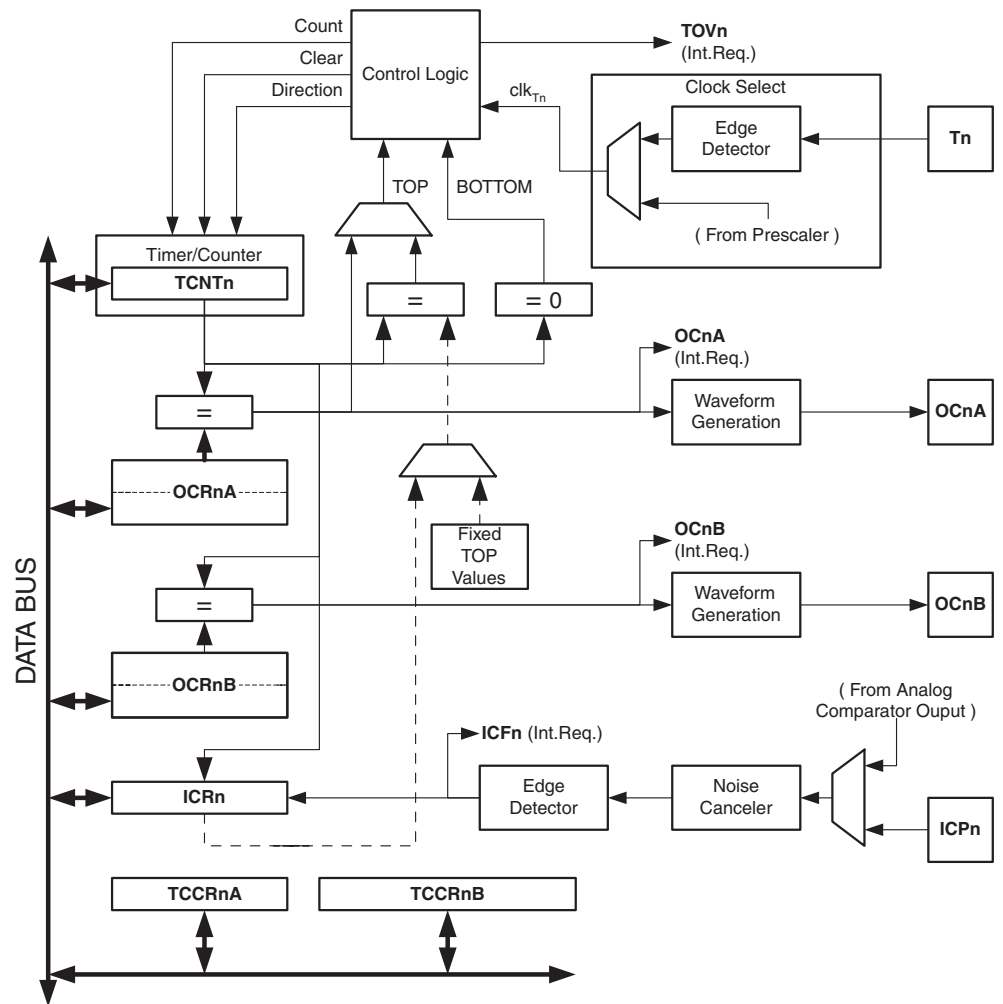 Count
Clear
Direction
Control Logic
TOVn
(Int.Req.)
clkTn
Clock Select
Edge
Detector
Tn
( From Prescaler )
TOP
BOTTOM
Timer/Counter
TCNTn
=
= 0
OCnA
(Int.Req.)
=
Waveform
Generation
OCnA
OCRnA
Fixed
TOP
Values
OCnB
(Int.Req.)
=
Waveform
Generation
OCnB
OCRnB
DATA BUS
( From Analog
Comparator Ouput )
ICFn (Int.Req.)
ICRn
Edge
Detector
Noise
Canceler
ICPn
TCCRnA
TCCRnB